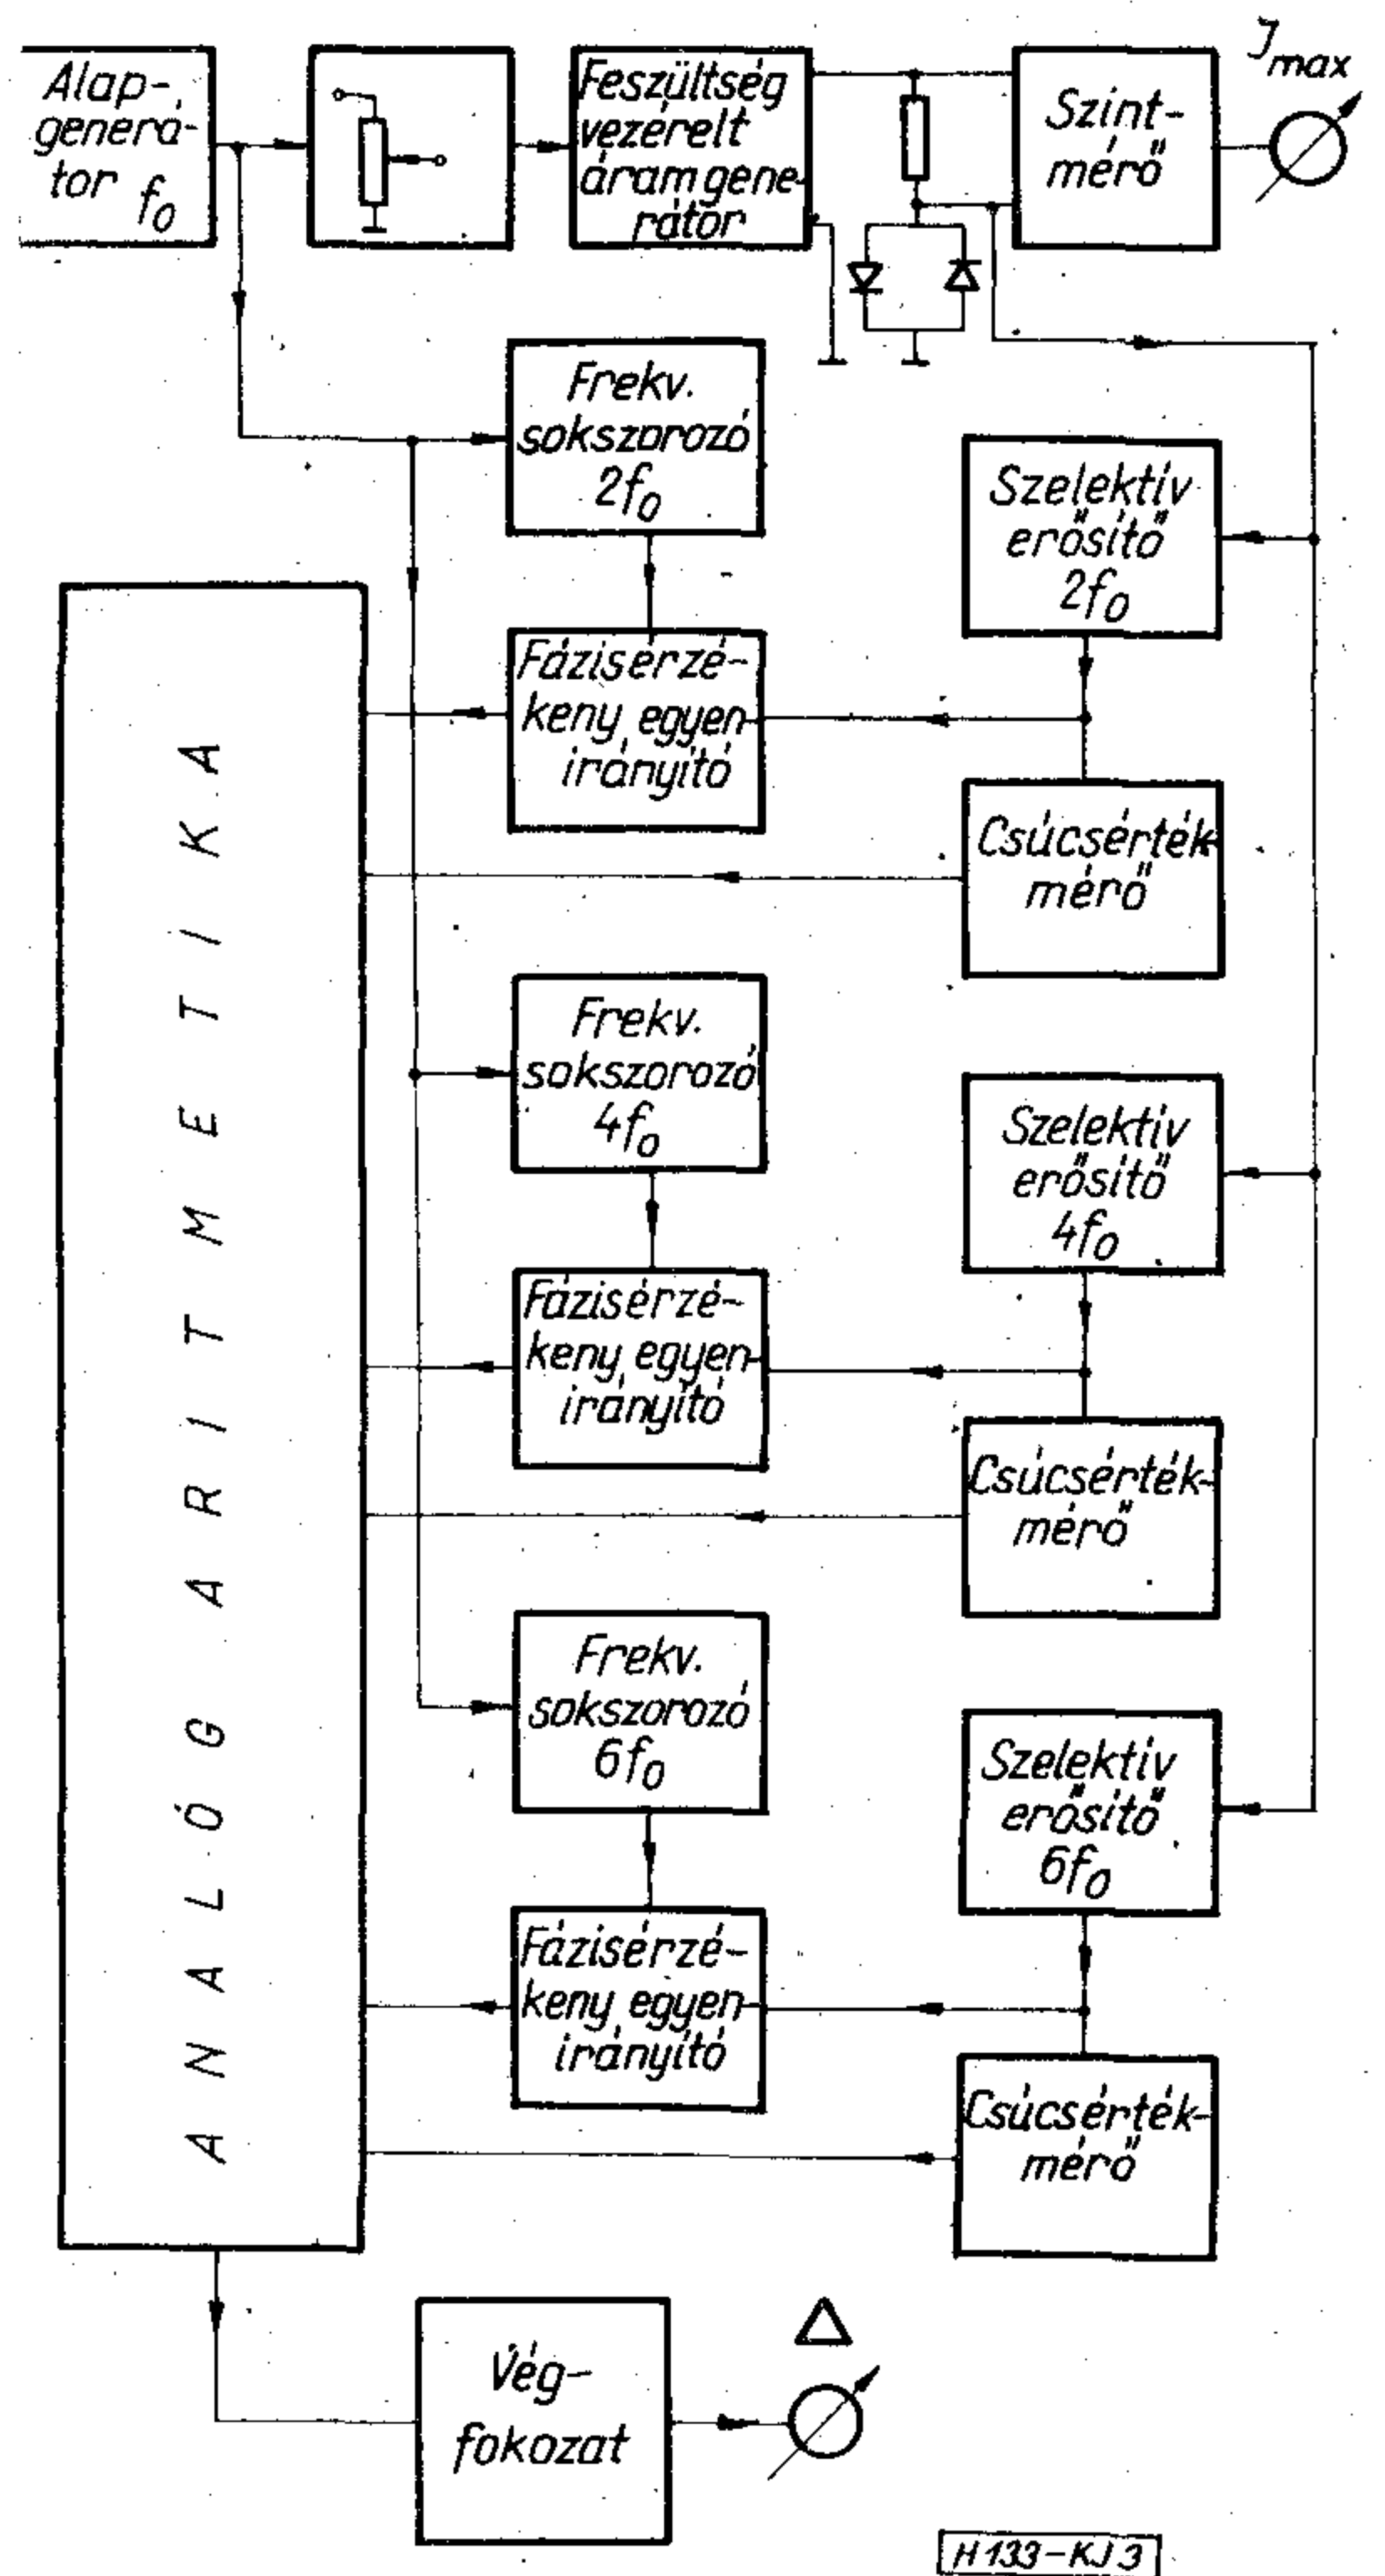 Alap-
generá-
tor f₀
Feszültség
vezérelt
áramgene-
rátor
Szint-
mérő
Jmax
Frekv.
sokszorozó
2f₀
Szelektív
erősítő
2f₀
Fázisérzé-
keny egyen-
irányító
Csúcsérték-
mérő
Frekv.
sokszorozó
4f₀
Szelektív
erősítő
4f₀
Fázisérzé-
keny egyen-
irányító
Csúcsérték-
mérő
Frekv.
sokszorozó
6f₀
Szelektív
erősítő
6f₀
Fázisérzé-
keny egyen-
irányító
Csúcsérték-
mérő
ANALÓG ARITMETIKA
Δ
Vég-
fokozat
H133-KJ3